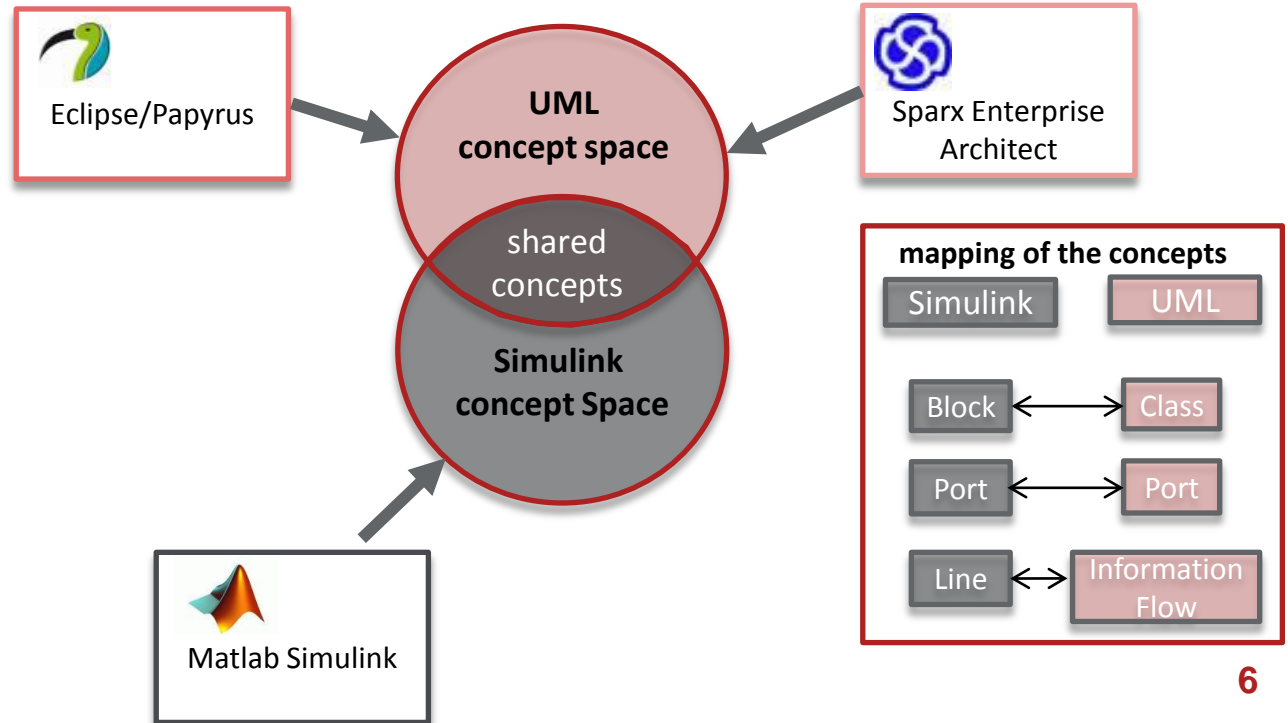 Eclipse/Papyrus
UML
concept space
Sparx Enterprise
Architect
shared
concepts
Simulink
concept Space
Matlab Simulink
mapping of the concepts
Simulink
UML
Block
Class
Port
Port
Line
Information
Flow
6